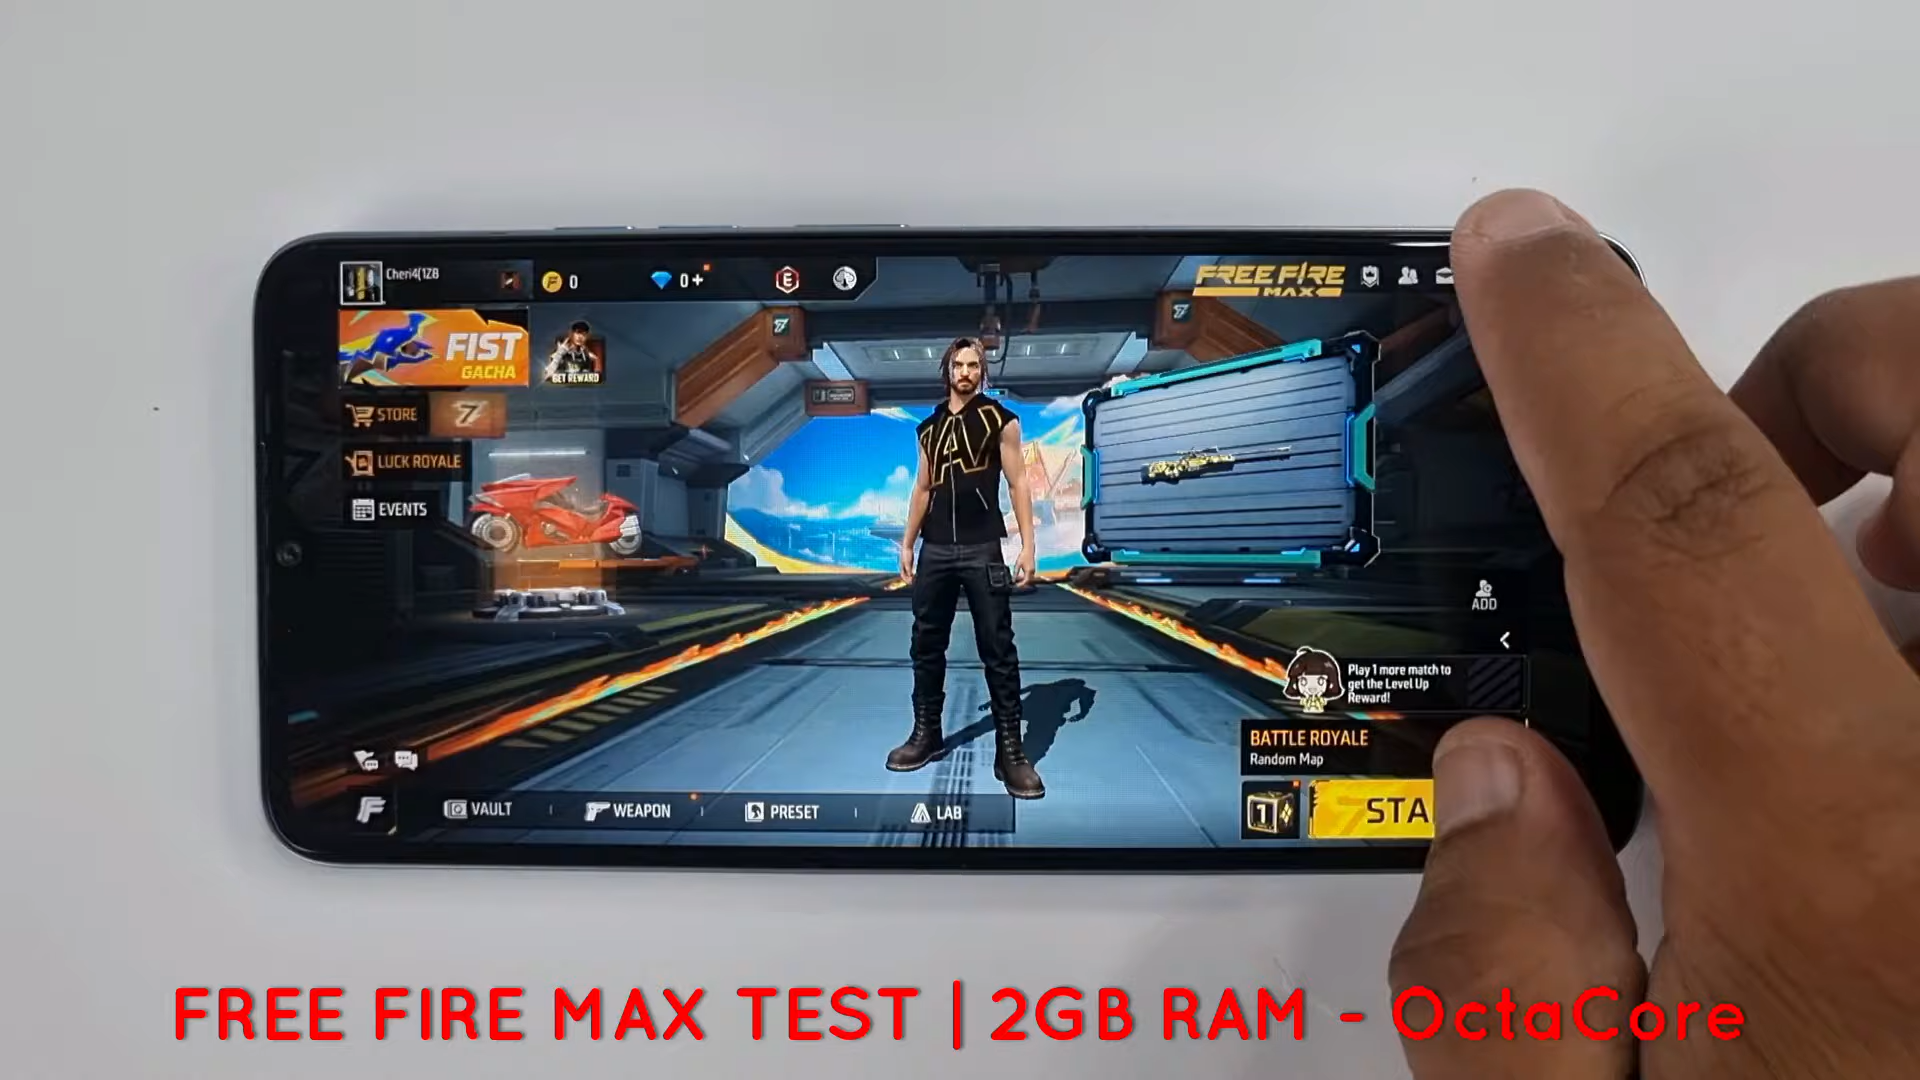 Cheri4(1ZB
0
0+
E
FREE FIRE
MAX
FIST
GACHA
GET REWARD
STORE
LUCK ROYALE
EVENTS
ADD
Play 1 more match to
get the Level Up
Reward!
BATTLE ROYALE
Random Map
VAULT
WEAPON
PRESET
LAB
1
STA
FREE FIRE MAX TEST | 2GB RAM - OctaCore